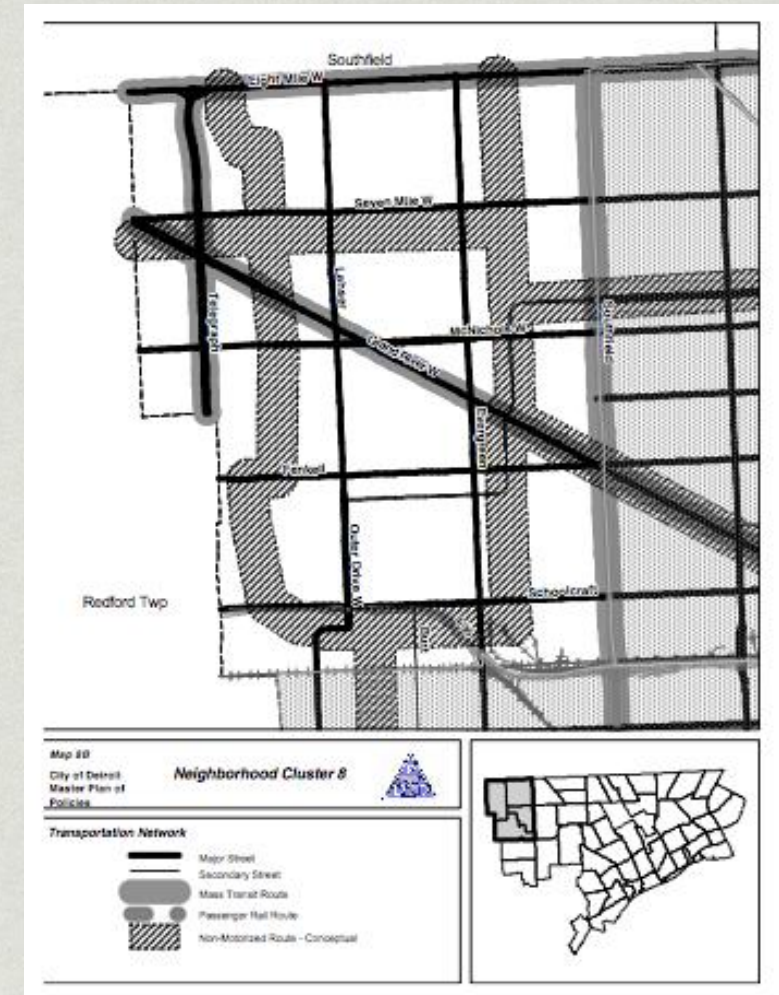 Southfield
Eight Mile W
Seven Mile W
Lahser
Telegraph
Southfield
McNichols W
Grand River W
Evergreen
Fenkell
Outer Drive W
Schoolcraft
Redford Twp
Burt
Map 8B
City of Detroit
Master Plan of
Policies
Neighborhood Cluster 8
Transportation Network
Major Street
Secondary Street
Mass Transit Route
Passenger Rail Route
Non-Motorized Route - Conceptual